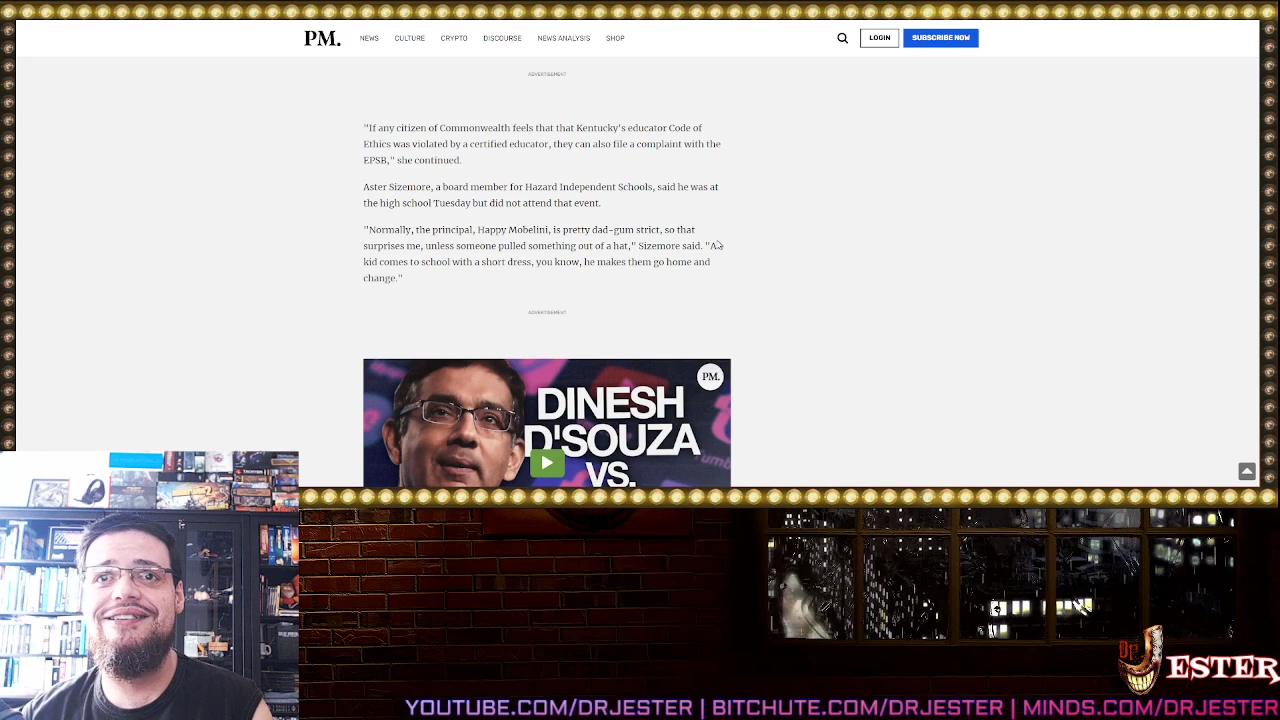 PM.
NEWS CULTURE CRYPTO DISCOURSE NEWS ANALYSIS SHOP
LOGIN
SUBSCRIBE NOW
ADVERTISEMENT
"If any citizen of Commonwealth feels that that Kentucky's educator Code of
Ethics was violated by a certified educator, they can also file a complaint with the
EPSB," she continued.
Aster Sizemore, a board member for Hazard Independent Schools, said he was at
the high school Tuesday but did not attend that event.
"Normally, the principal, Happy Mobelini, is pretty dad-gum strict, so that
surprises me, unless someone pulled something out of a hat," Sizemore said. "A
kid comes to school with a short dress, you know, he makes them go home and
change."
ADVERTISEMENT
PM.
DINESH
D'SOUZA
VS.
Dr
JESTER
YOUTUBE.COM/DRJESTER | BITCHUTE.COM/DRJESTER | MINDS.COM/DRJESTER